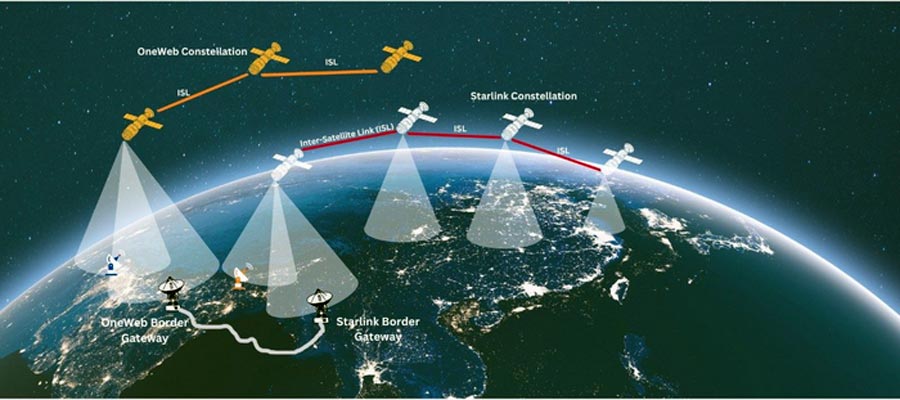 OneWeb Constellation
ISL
ISL
Starlink Constellation
Inter-Satellite Link (ISL)
ISL
ISL
OneWeb Border
Gateway
Starlink Border
Gateway